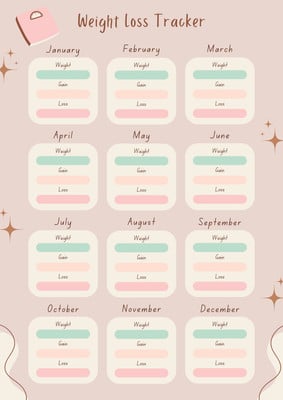 Weight Loss Tracker
January February March
Weight Weight Weight
Gain Gain Gain
Loss Loss Loss
April May June
Weight Weight Weight
Gain Gain Gain
Loss Loss Loss
July August September
Weight Weight Weight
Gain Gain Gain
Loss Loss Loss
October November December
Weight Weight Weight
Gain Gain Gain
Loss Loss Loss